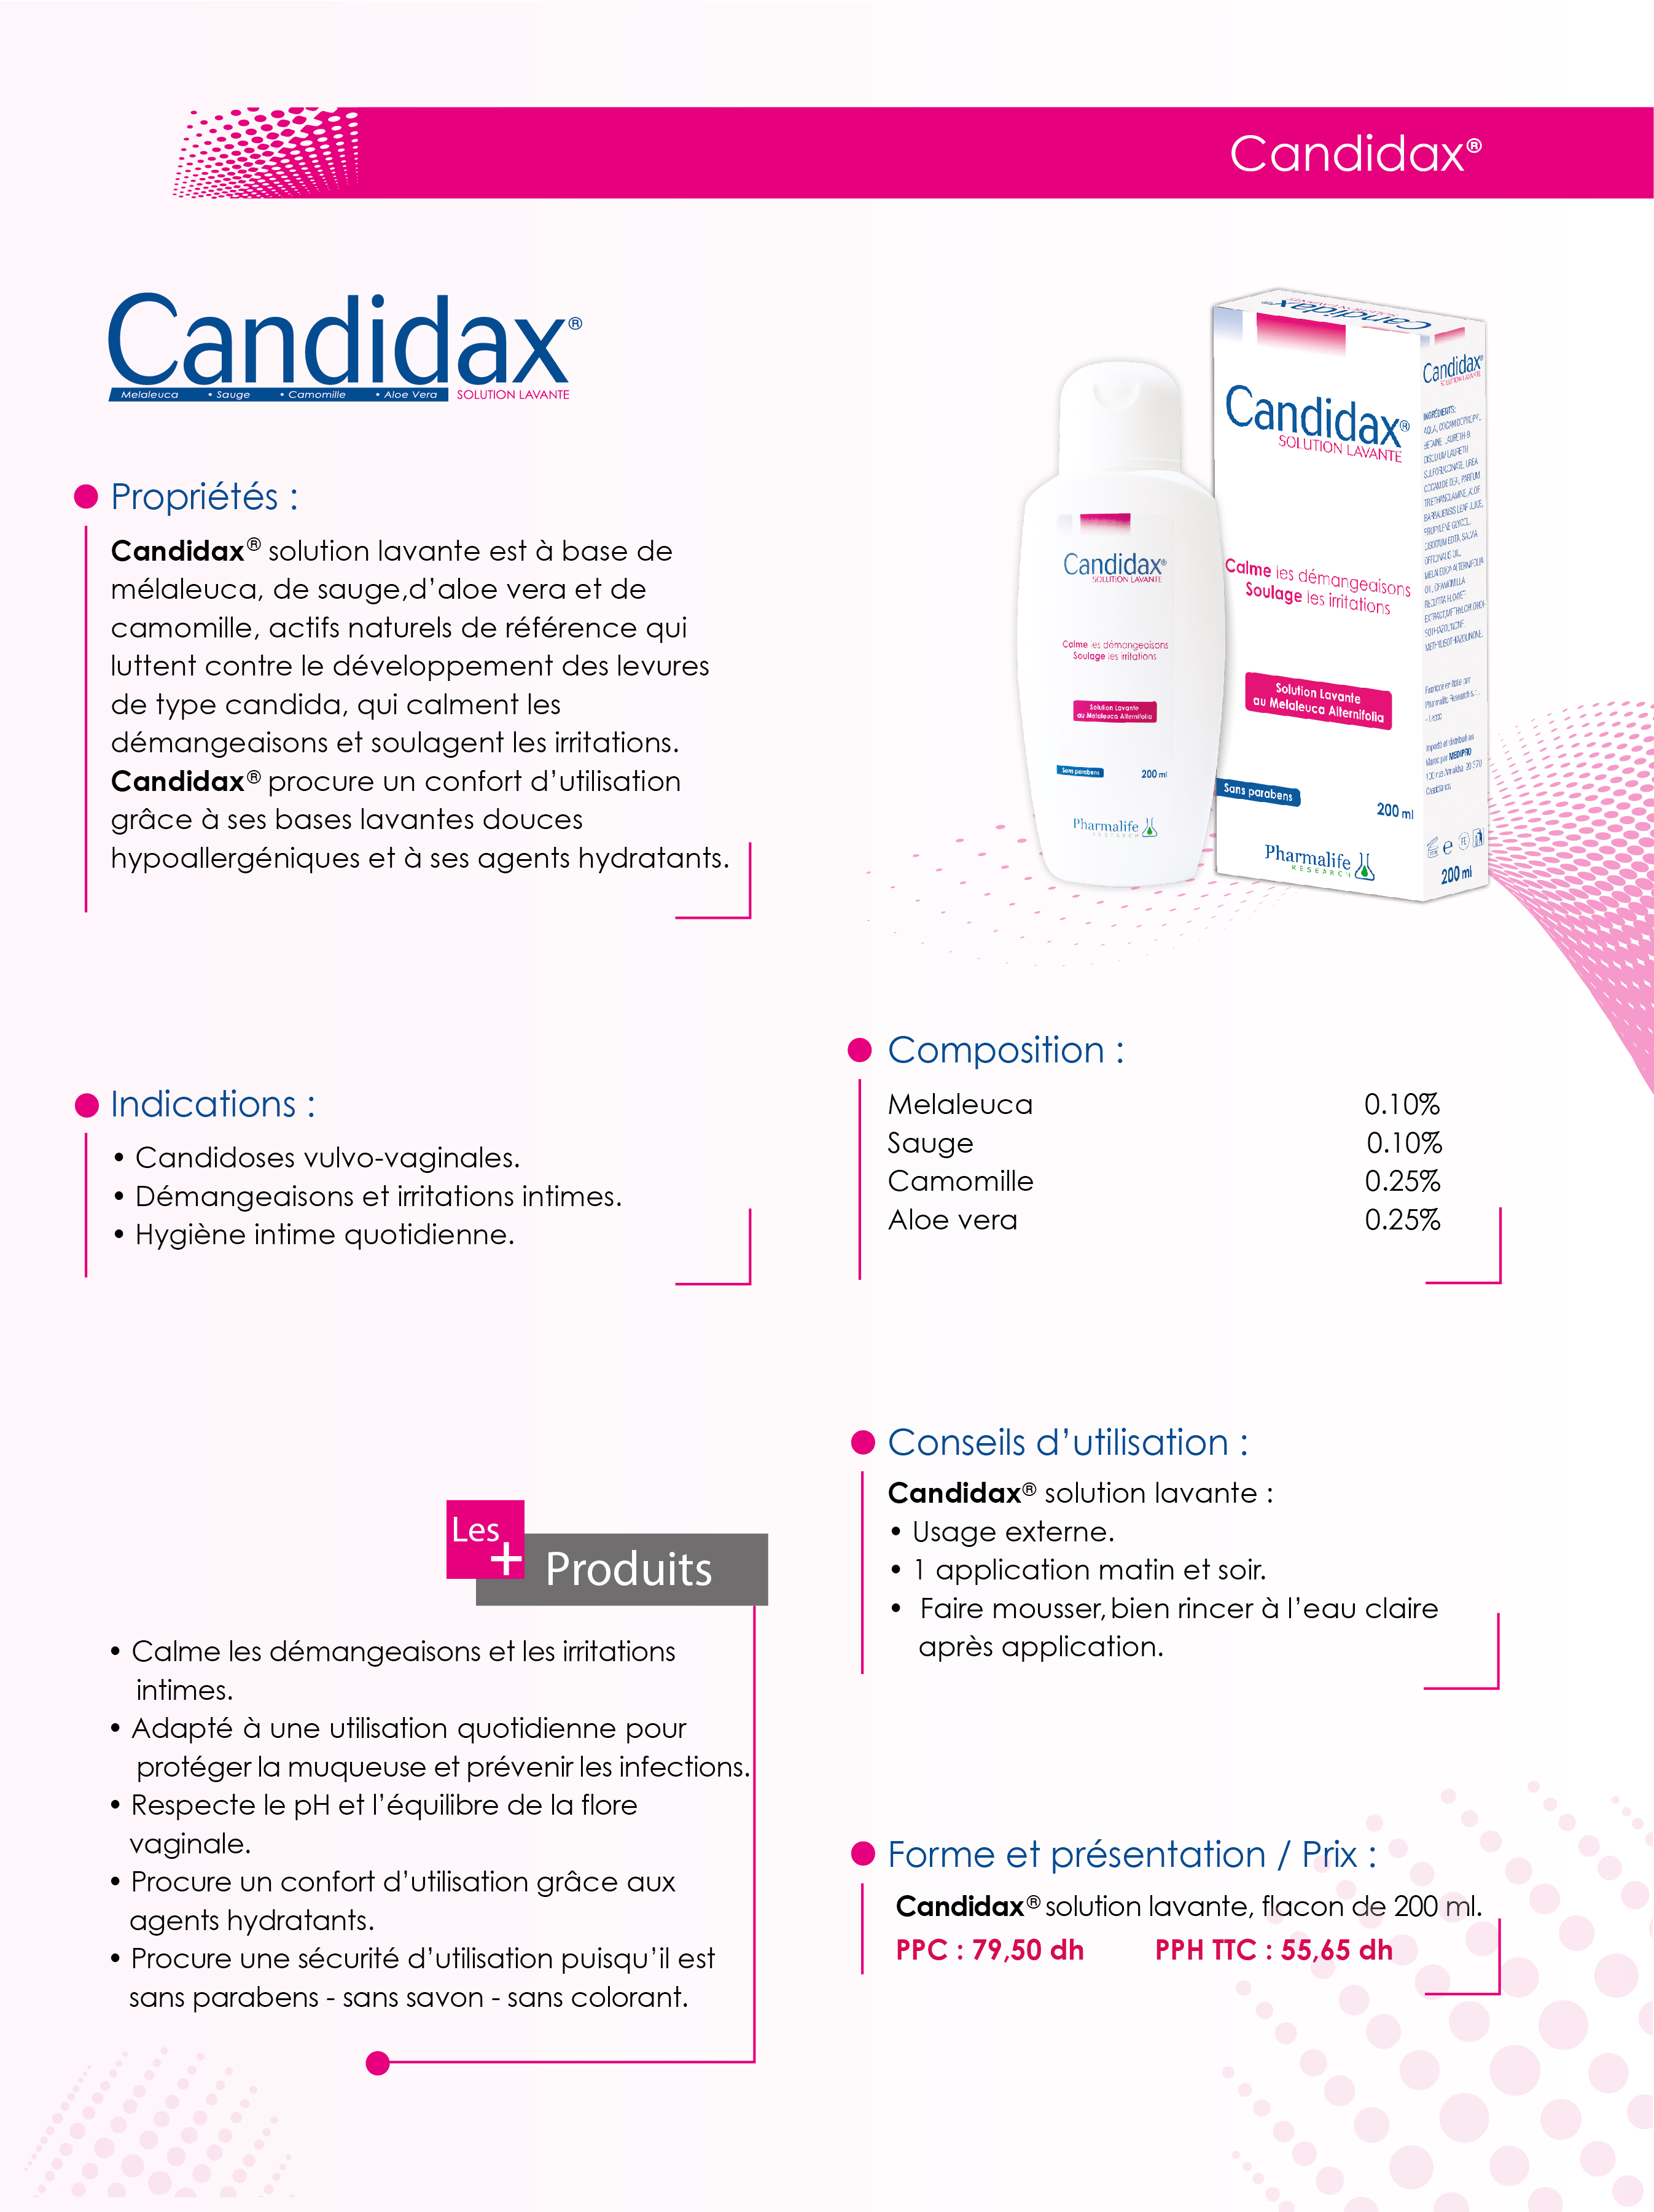 Candidax®
Candidax®
Melaleuca • Sauge • Camomille • Aloe Vera SOLUTION LAVANTE
Propriétés :
Candidax® solution lavante est à base de
mélaleuca, de sauge,d’aloe vera et de
camomille, actifs naturels de référence qui
luttent contre le développement des levures
de type candida, qui calment les
démangeaisons et soulagent les irritations.
Candidax® procure un confort d’utilisation
grâce à ses bases lavantes douces
hypoallergéniques et à ses agents hydratants.
Candidax®
SOLUTION LAVANTE
Calme les démangeaisons
Soulage les irritations
Solution Lavante
au Melaleuca Alternifolia
Sans parabens
200 ml
Pharmalife
RESEARCH
Candidax®
SOLUTION LAVANTE
Candidax®
SOLUTION LAVANTE
Calme les démangeaisons
Soulage les irritations
Solution Lavante
au Melaleuca Alternifolia
Sans parabens
200 ml
Pharmalife
RESEARCH
Candidax®
SOLUTION LAVANTE
INGRÉDIENTS:
200 ml
Indications :
• Candidoses vulvo-vaginales.
• Démangeaisons et irritations intimes.
• Hygiène intime quotidienne.
Composition :
Melaleuca 0.10%
Sauge 0.10%
Camomille 0.25%
Aloe vera 0.25%
Conseils d’utilisation :
Candidax® solution lavante :
• Usage externe.
• 1 application matin et soir.
• Faire mousser, bien rincer à l’eau claire
après application.
Les
+ Produits
• Calme les démangeaisons et les irritations
intimes.
• Adapté à une utilisation quotidienne pour
protéger la muqueuse et prévenir les infections.
• Respecte le pH et l’équilibre de la flore
vaginale.
• Procure un confort d’utilisation grâce aux
agents hydratants.
• Procure une sécurité d’utilisation puisqu’il est
sans parabens - sans savon - sans colorant.
Forme et présentation / Prix :
Candidax® solution lavante, flacon de 200 ml.
PPC : 79,50 dh PPH TTC : 55,65 dh